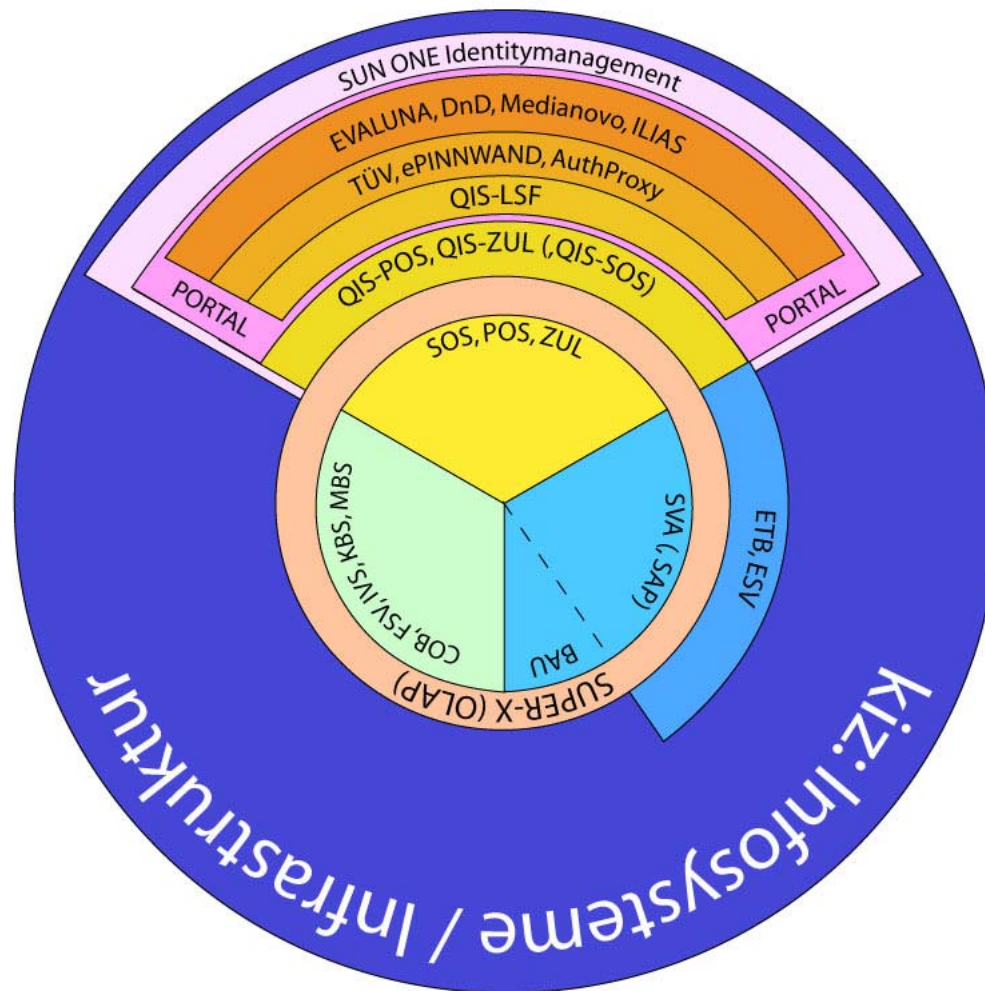 SUN ONE Identitymanagement
EVALUNA, DnD, Medianovo, ILIAS
TÜV, ePINNWAND, AuthProxy
QIS-LSF
QIS-POS, QIS-ZUL (,QIS-SOS)
PORTAL
PORTAL
SOS, POS, ZUL
COB, FSV, IVS, KBS, MBS
SVA (, SAP)
BAU
ETB, ESV
SUPER-X (OLAP)
kiz: Infosysteme / Infrastruktur